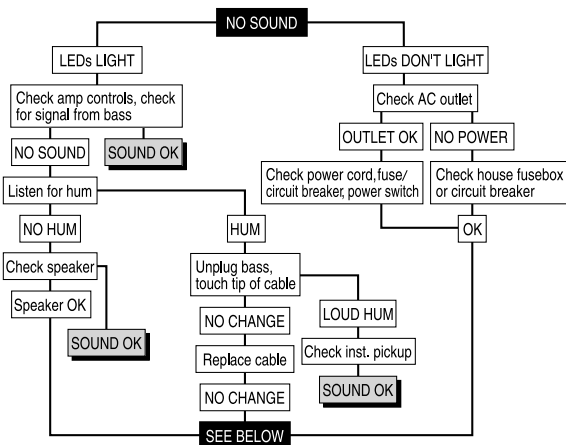 NO SOUND
LEDs LIGHT
LEDs DON'T LIGHT
Check amp controls, check
for signal from bass
Check AC outlet
NO SOUND
SOUND OK
OUTLET OK
NO POWER
Listen for hum
Check power cord, fuse/
circuit breaker, power switch
Check house fusebox
or circuit breaker
NO HUM
HUM
OK
Check speaker
Unplug bass,
touch tip of cable
Speaker OK
NO CHANGE
LOUD HUM
SOUND OK
Replace cable
Check inst. pickup
NO CHANGE
SOUND OK
SEE BELOW